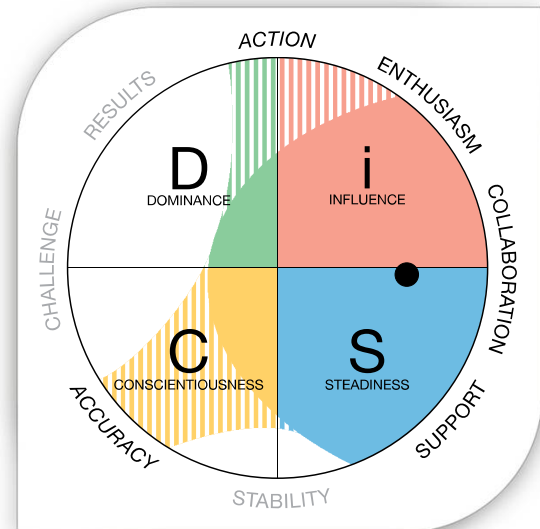 ACTION
RESULTS
ENTHUSIASM
D
DOMINANCE
i
INFLUENCE
CHALLENGE
COLLABORATION
C
CONSCIENTIOUSNESS
S
STEADINESS
ACCURACY
SUPPORT
STABILITY